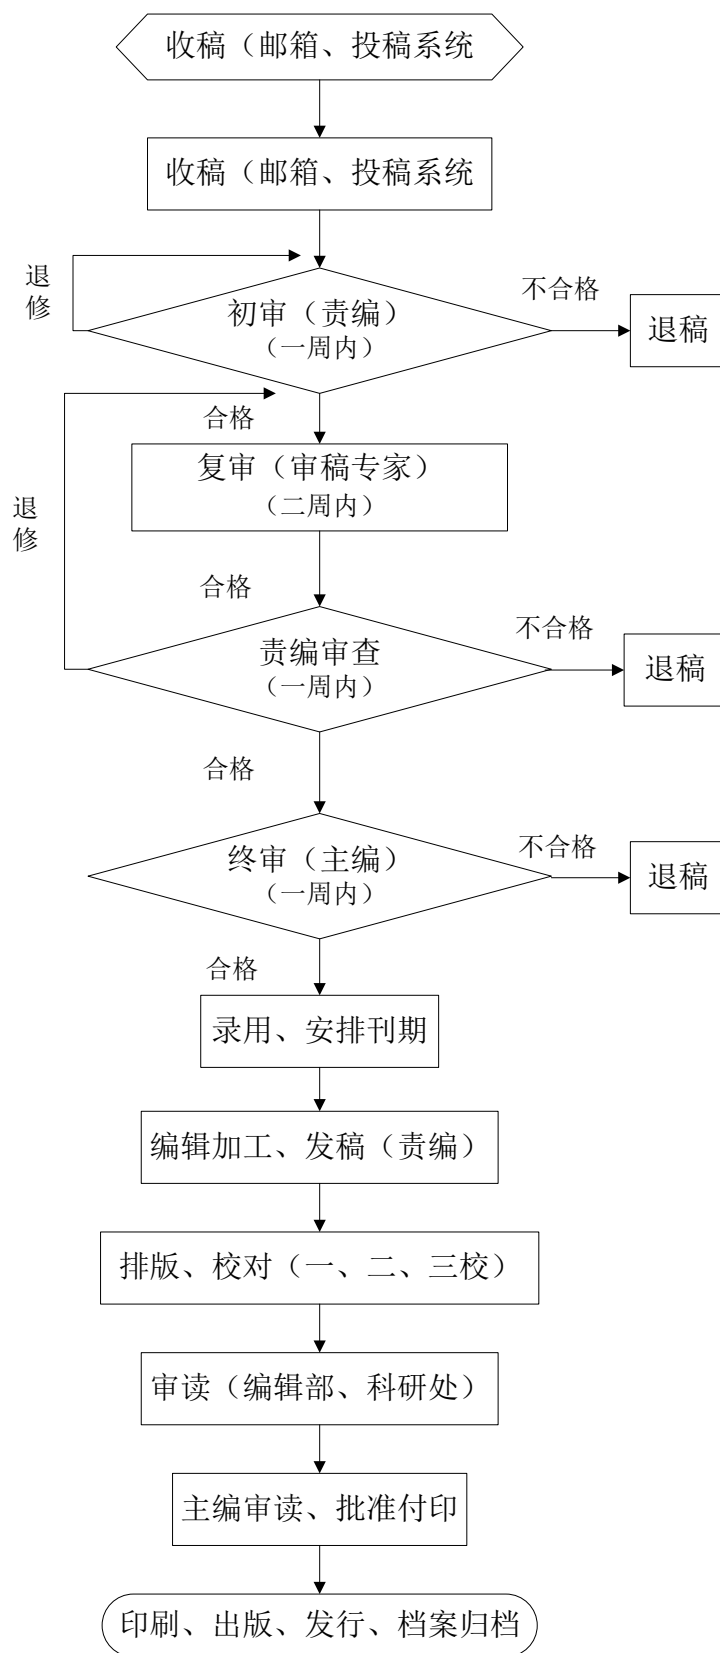 收稿（邮箱、投稿系统
收稿（邮箱、投稿系统
退
修
不合格
初审（责编）
（一周内）
退稿
合格
复审（审稿专家）
（二周内）
退
修
合格
不合格
责编审查
（一周内）
退稿
合格
不合格
终审（主编）
（一周内）
退稿
合格
录用、安排刊期
编辑加工、发稿（责编）
排版、校对（一、二、三校）
审读（编辑部、科研处）
主编审读、批准付印
印刷、出版、发行、档案归档